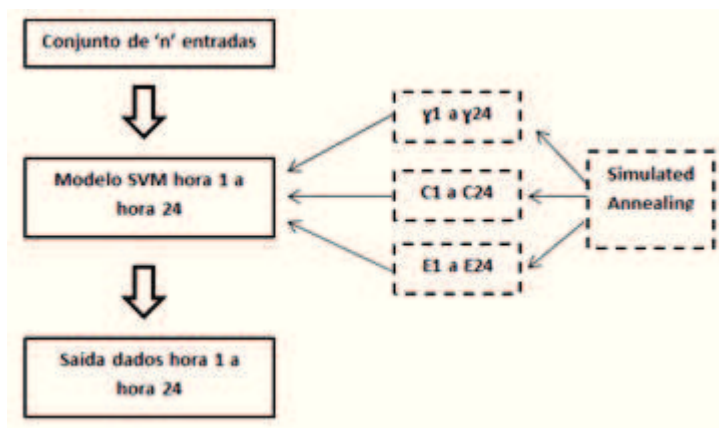 Conjunto de ‘n’ entradas
γ1 a γ24
Modelo SVM hora 1 a
hora 24
C1 a C24
Simulated
Annealing
E1 a E24
Saida dados hora 1 a
hora 24